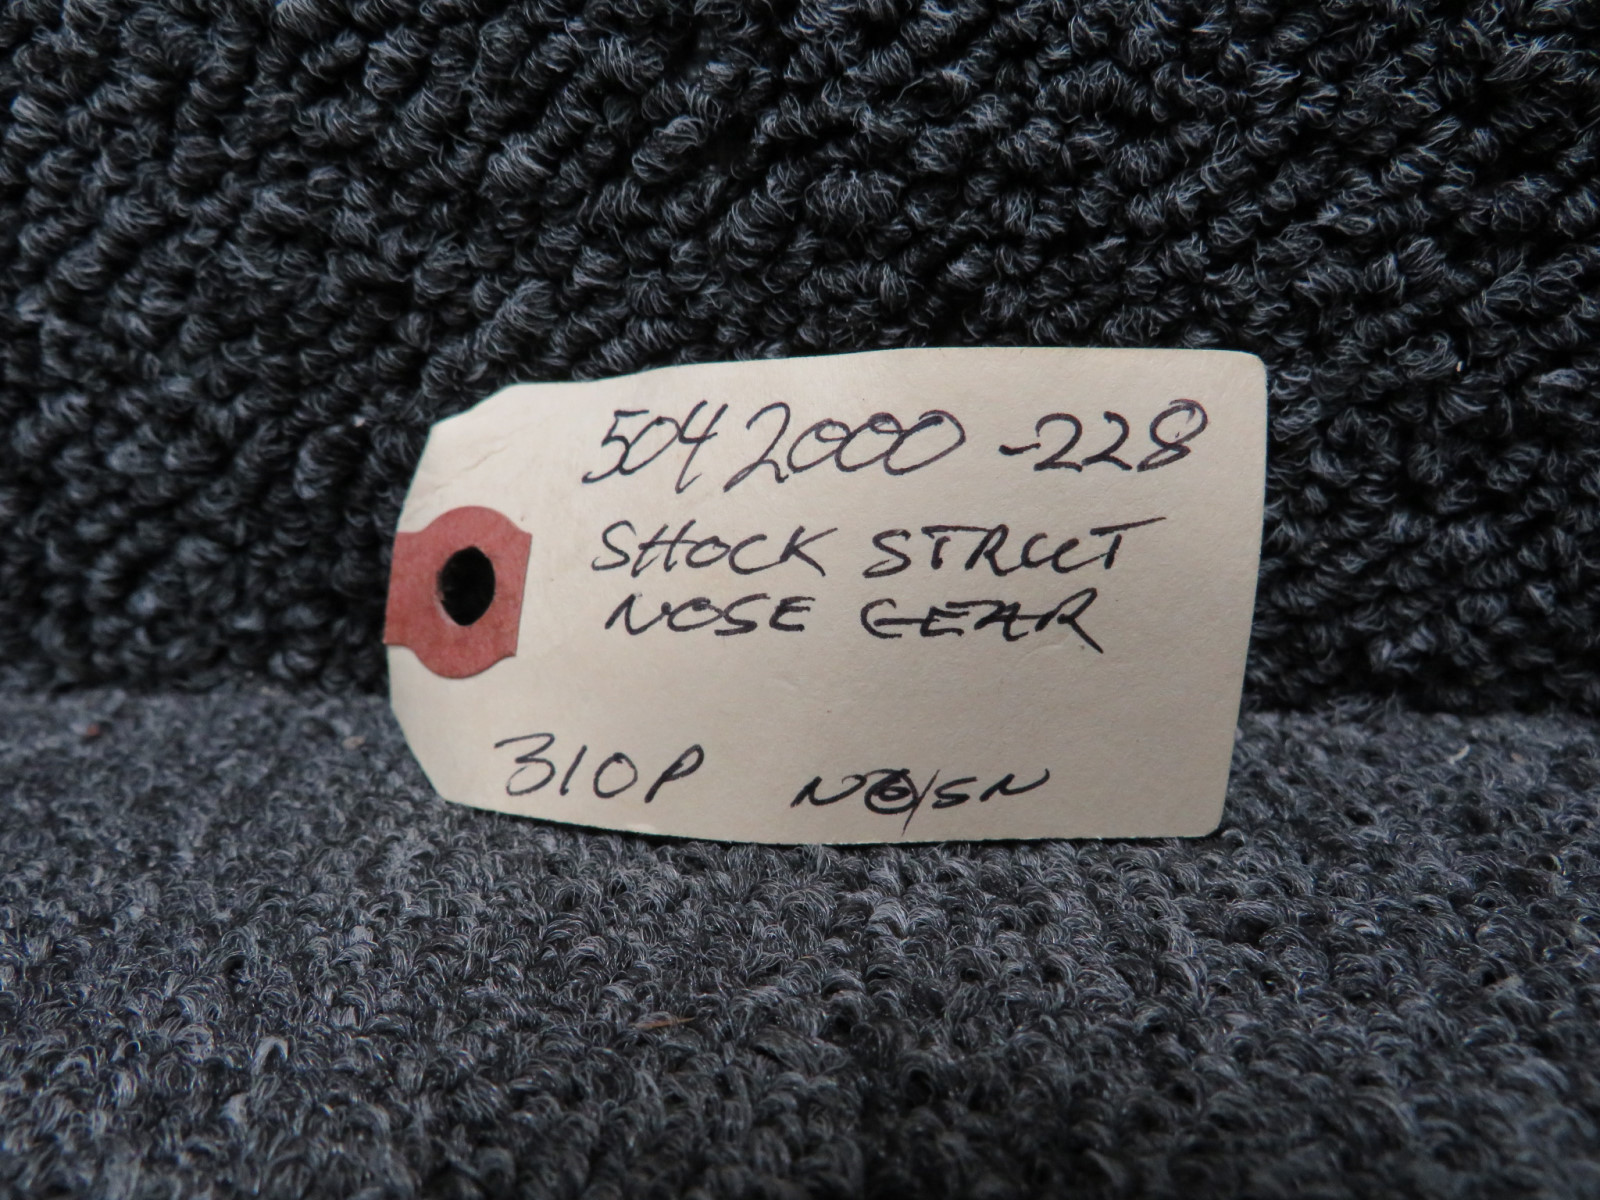 5042000-228
SHOCK STRUT
NOSE GEAR
310P NO/SN